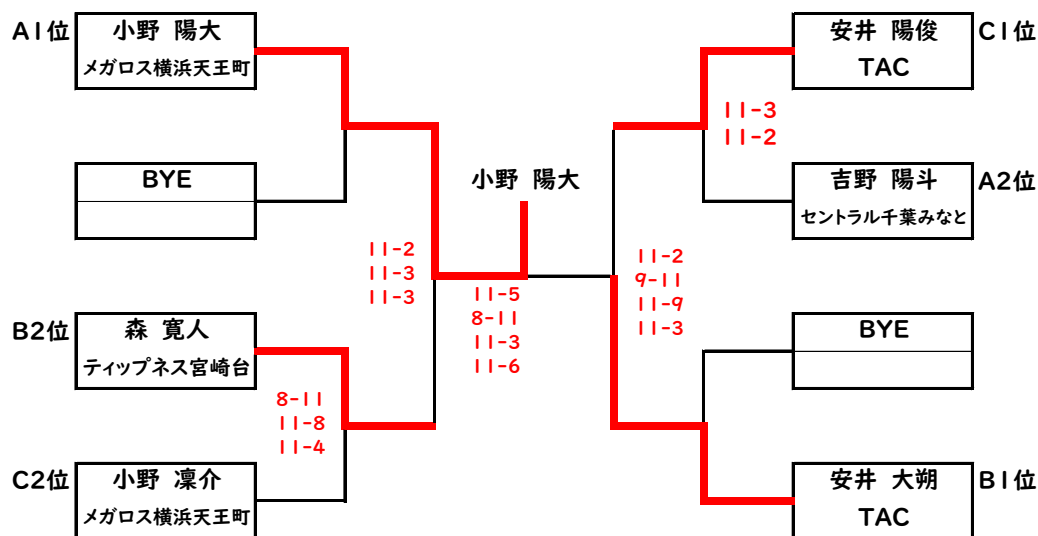 A1位
小野 陽大
メガロス横浜天王町
BYE
B2位
森 寛人
ティップネス宮崎台
C2位
小野 凜介
メガロス横浜天王町
8-11
11-8
11-4
11-2
11-3
11-3
小野 陽大
11-5
8-11
11-3
11-6
11-2
9-11
11-9
11-3
11-3
11-2
安井 陽俊
TAC
C1位
吉野 陽斗
セントラル千葉みなと
A2位
BYE
安井 大朔
TAC
B1位